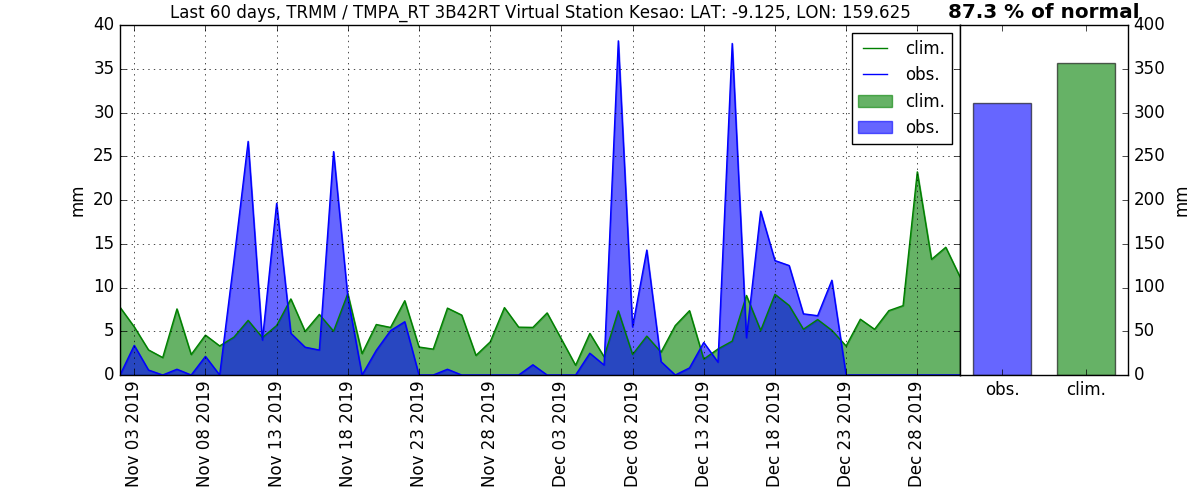 Last 60 days, TRMM / TMPA_RT 3B42RT Virtual Station Kesao: LAT: -9.125, LON: 159.625
87.3 % of normal
mm
40
35
30
25
20
15
10
5
0
clim.
obs.
clim.
obs.
Nov 03 2019
Nov 08 2019
Nov 13 2019
Nov 18 2019
Nov 23 2019
Nov 28 2019
Dec 03 2019
Dec 08 2019
Dec 13 2019
Dec 18 2019
Dec 23 2019
Dec 28 2019
400
350
300
250
200
150
100
50
0
mm
obs.
clim.